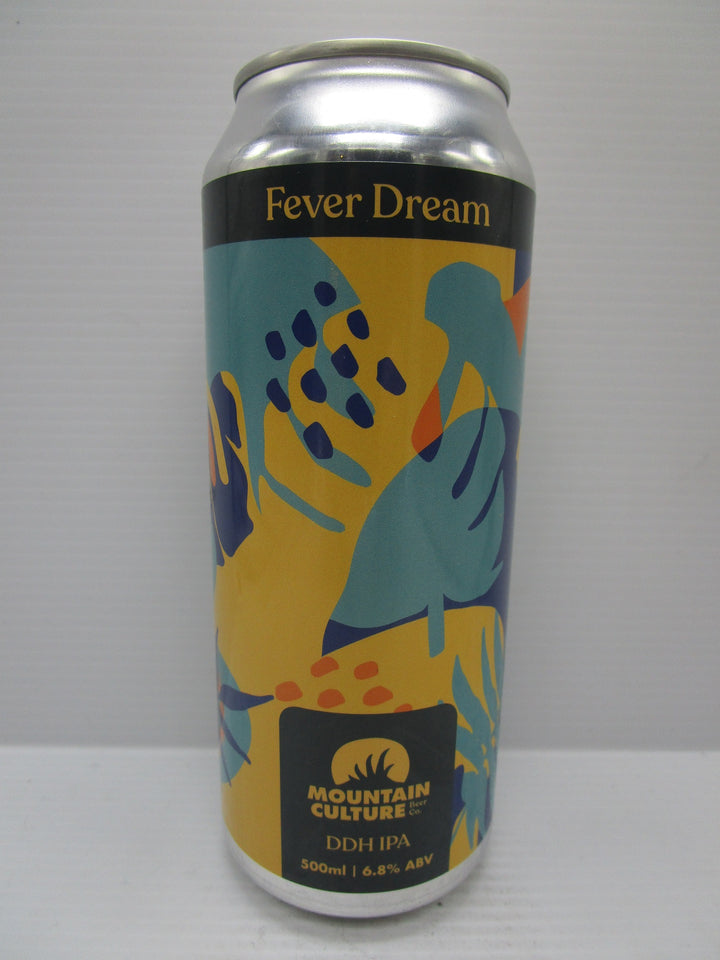 Fever Dream
MOUNTAIN
CULTURE Beer Co.
DDH IPA
500ml | 6.8% ABV